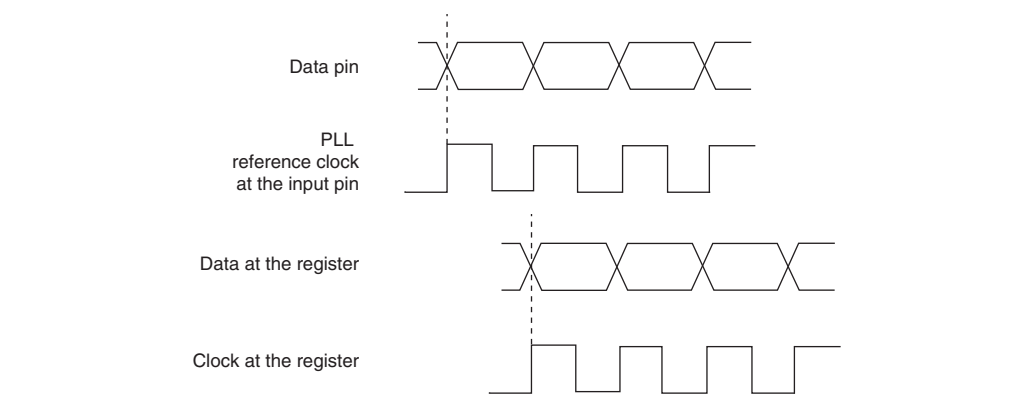 Data pin
PLL
reference clock
at the input pin
Data at the register
Clock at the register